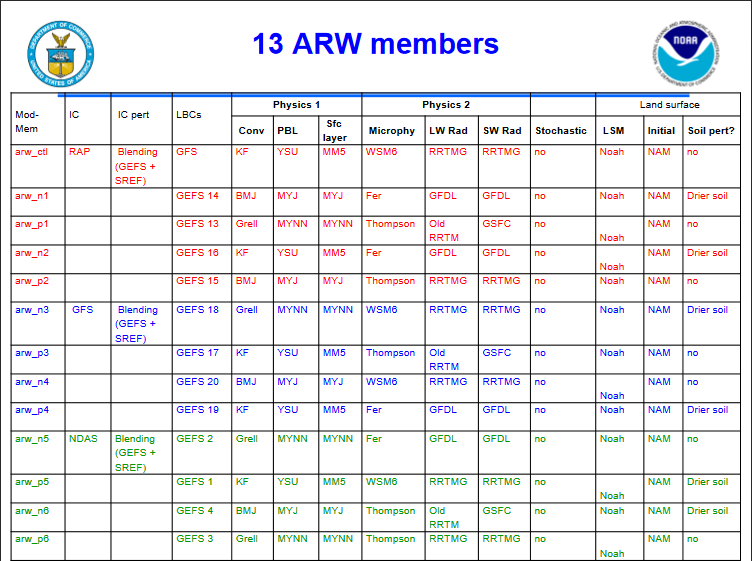 13 ARW members
DEPARTMENT OF COMMERCE
UNITED STATES OF AMERICA
NATIONAL OCEANIC AND ATMOSPHERIC ADMINISTRATION
NOAA
U.S. DEPARTMENT OF COMMERCE
Physics 1 Physics 2 Land surface
Mod-Mem IC IC pert LBCs Conv PBL Sfc layer Microphy LW Rad SW Rad Stochastic LSM Initial Soil pert?
arw_ctl RAP Blending (GEFS + SREF) GFS KF YSU MM5 WSM6 RRTMG RRTMG no Noah NAM no
arw_n1 GEFS 14 BMJ MYJ MYJ Fer GFDL GFDL no Noah NAM Drier soil
arw_p1 GEFS 13 Grell MYNN MYNN Thompson Old RRTM GSFC no Noah NAM no
arw_n2 GEFS 16 KF YSU MM5 Fer GFDL GFDL no Noah NAM Drier soil
arw_p2 GEFS 15 BMJ MYJ MYJ Thompson RRTMG RRTMG no Noah NAM no
arw_n3 GFS Blending (GEFS + SREF) GEFS 18 Grell MYNN MYNN WSM6 RRTMG RRTMG no Noah NAM Drier soil
arw_p3 GEFS 17 KF YSU MM5 Thompson Old RRTM GSFC no Noah NAM no
arw_n4 GEFS 20 BMJ MYJ MYJ WSM6 RRTMG RRTMG no Noah NAM no
arw_p4 GEFS 19 KF YSU MM5 Fer GFDL GFDL no Noah NAM Drier soil
arw_n5 NDAS Blending (GEFS + SREF) GEFS 2 Grell MYNN MYNN Fer GFDL GFDL no Noah NAM no
arw_p5 GEFS 1 KF YSU MM5 WSM6 RRTMG RRTMG no Noah NAM Drier soil
arw_n6 GEFS 4 BMJ MYJ MYJ Thompson Old RRTM GSFC no Noah NAM Drier soil
arw_p6 GEFS 3 Grell MYNN MYNN Thompson RRTMG RRTMG no Noah NAM no